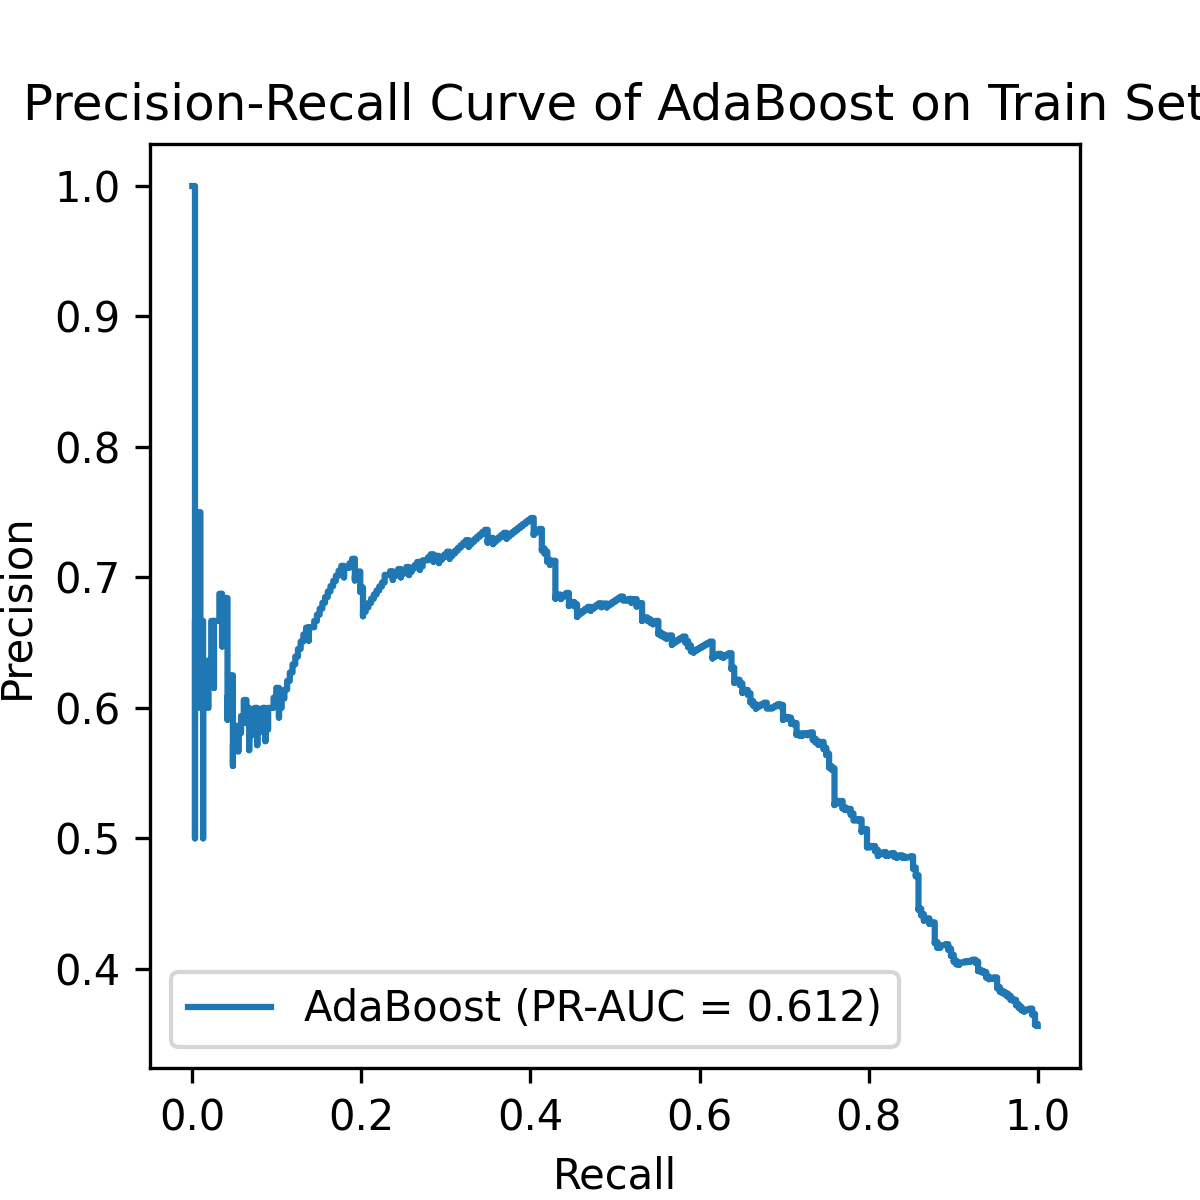 Precision-Recall Curve of AdaBoost on Train Set
1.0
0.9
0.8
0.7
0.6
0.5
0.4
Precision
AdaBoost (PR-AUC = 0.612)
0.0 0.2 0.4 0.6 0.8 1.0
Recall